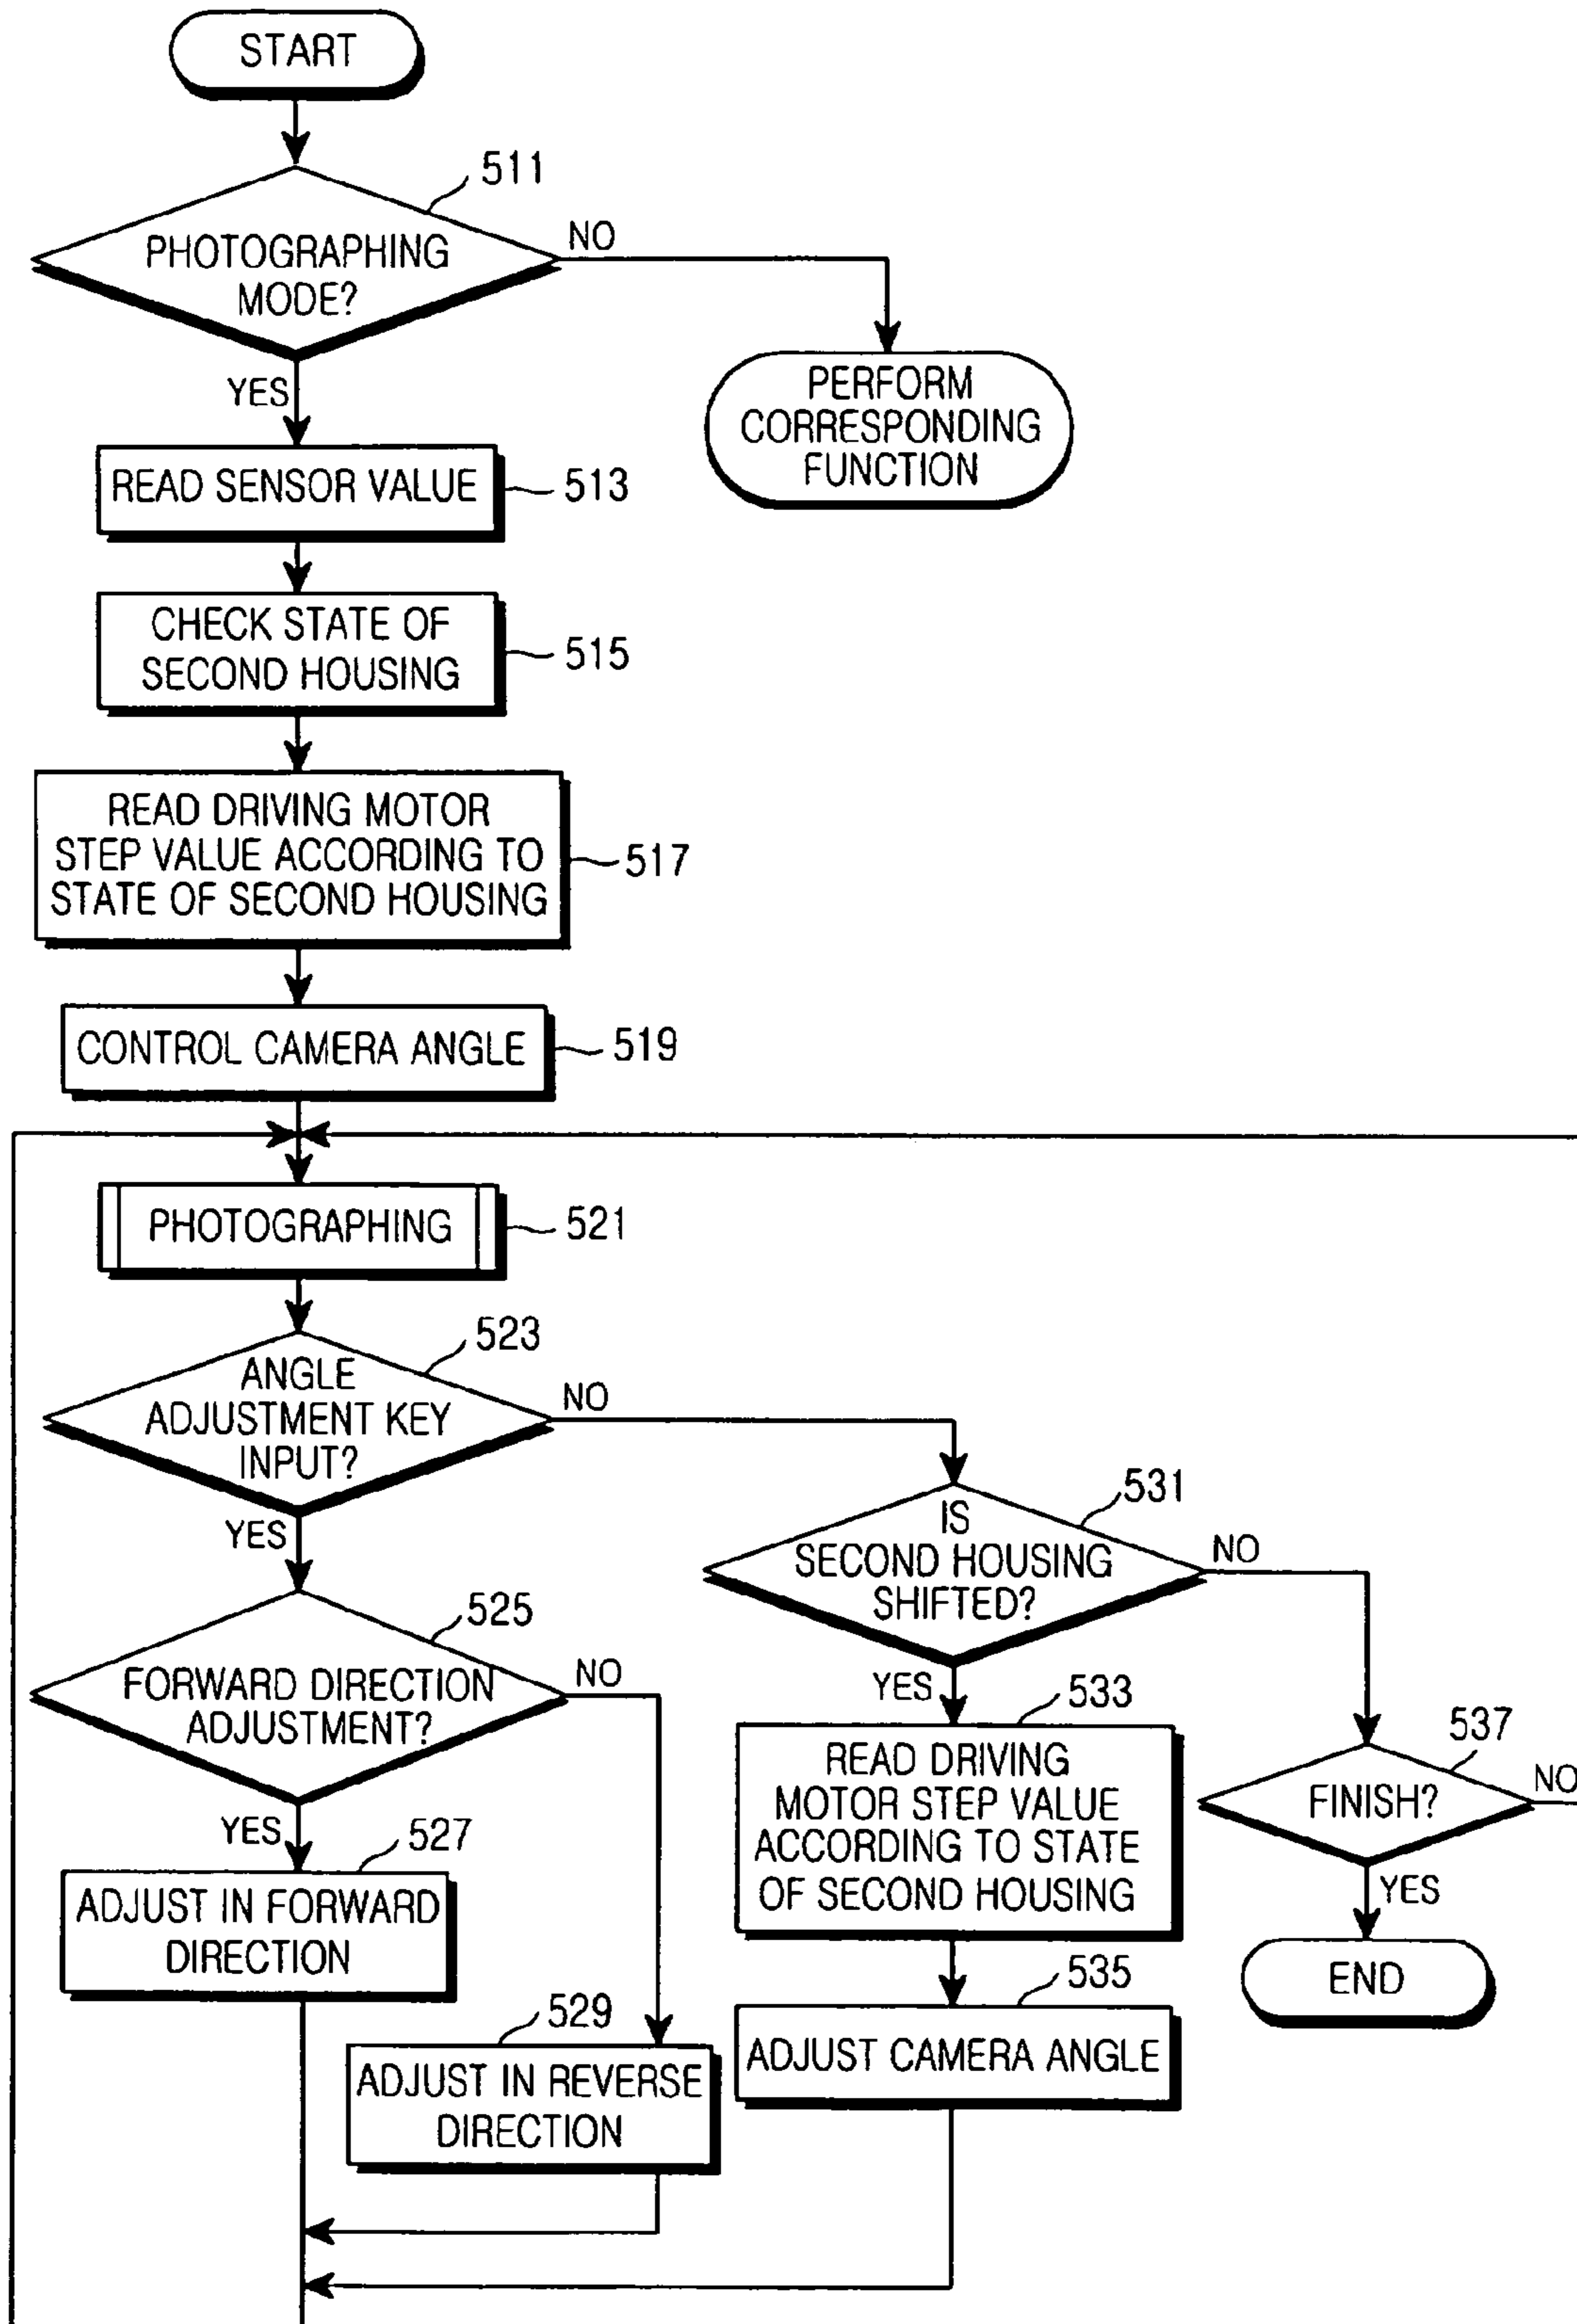 START
511
PHOTOGRAPHING
MODE?
NO
YES
PERFORM
CORRESPONDING
FUNCTION
READ SENSOR VALUE
513
CHECK STATE OF
SECOND HOUSING
515
READ DRIVING MOTOR
STEP VALUE ACCORDING TO
STATE OF SECOND HOUSING
517
CONTROL CAMERA ANGLE
519
PHOTOGRAPHING
521
523
ANGLE
ADJUSTMENT KEY
INPUT?
NO
YES
531
IS
SECOND HOUSING
SHIFTED?
NO
YES
525
FORWARD DIRECTION
ADJUSTMENT?
NO
YES
533
READ DRIVING
MOTOR STEP VALUE
ACCORDING TO STATE
OF SECOND HOUSING
537
FINISH?
NO
YES
END
527
ADJUST IN FORWARD
DIRECTION
535
ADJUST CAMERA ANGLE
529
ADJUST IN REVERSE
DIRECTION